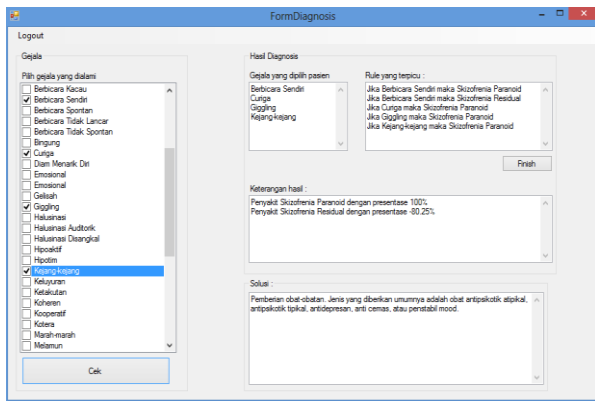 FormDiagnosis
Logout
Gejala
Pilih gejala yang dialami
Berbicara Kacau
Berbicara Sendiri
Berbicara Spontan
Berbicara Tidak Lancar
Berbicara Tidak Spontan
Bingung
Curiga
Diam Menarik Diri
Emosional
Emosional
Gelisah
Giggling
Halusinasi
Halusinasi Auditorik
Halusinasi Disangkal
Hipoaktif
Hipotim
Kejang-kejang
Keluyuran
Ketakutan
Koheren
Kooperatif
Kotera
Marah-marah
Melamun
Cek
Hasil Diagnosis
Gejala yang dipilih pasien
Berbicara Sendiri
Curiga
Giggling
Kejang-kejang
Rule yang terpicu :
Jika Berbicara Sendiri maka Skizofrenia Paranoid
Jika Berbicara Sendiri maka Skizofrenia Residual
Jika Curiga maka Skizofrenia Paranoid
Jika Giggling maka Skizofrenia Paranoid
Jika Kejang-kejang maka Skizofrenia Paranoid
Finish
Keterangan hasil :
Penyakit Skizofrenia Paranoid dengan presentase 100%
Penyakit Skizofrenia Residual dengan presentase -80.25%
Solusi :
Pemberian obat-obatan. Jenis yang diberikan umumnya adalah obat antipsikotik atipikal,
antipsikotik tipikal, antidepresan, anti cemas, atau penstabil mood.